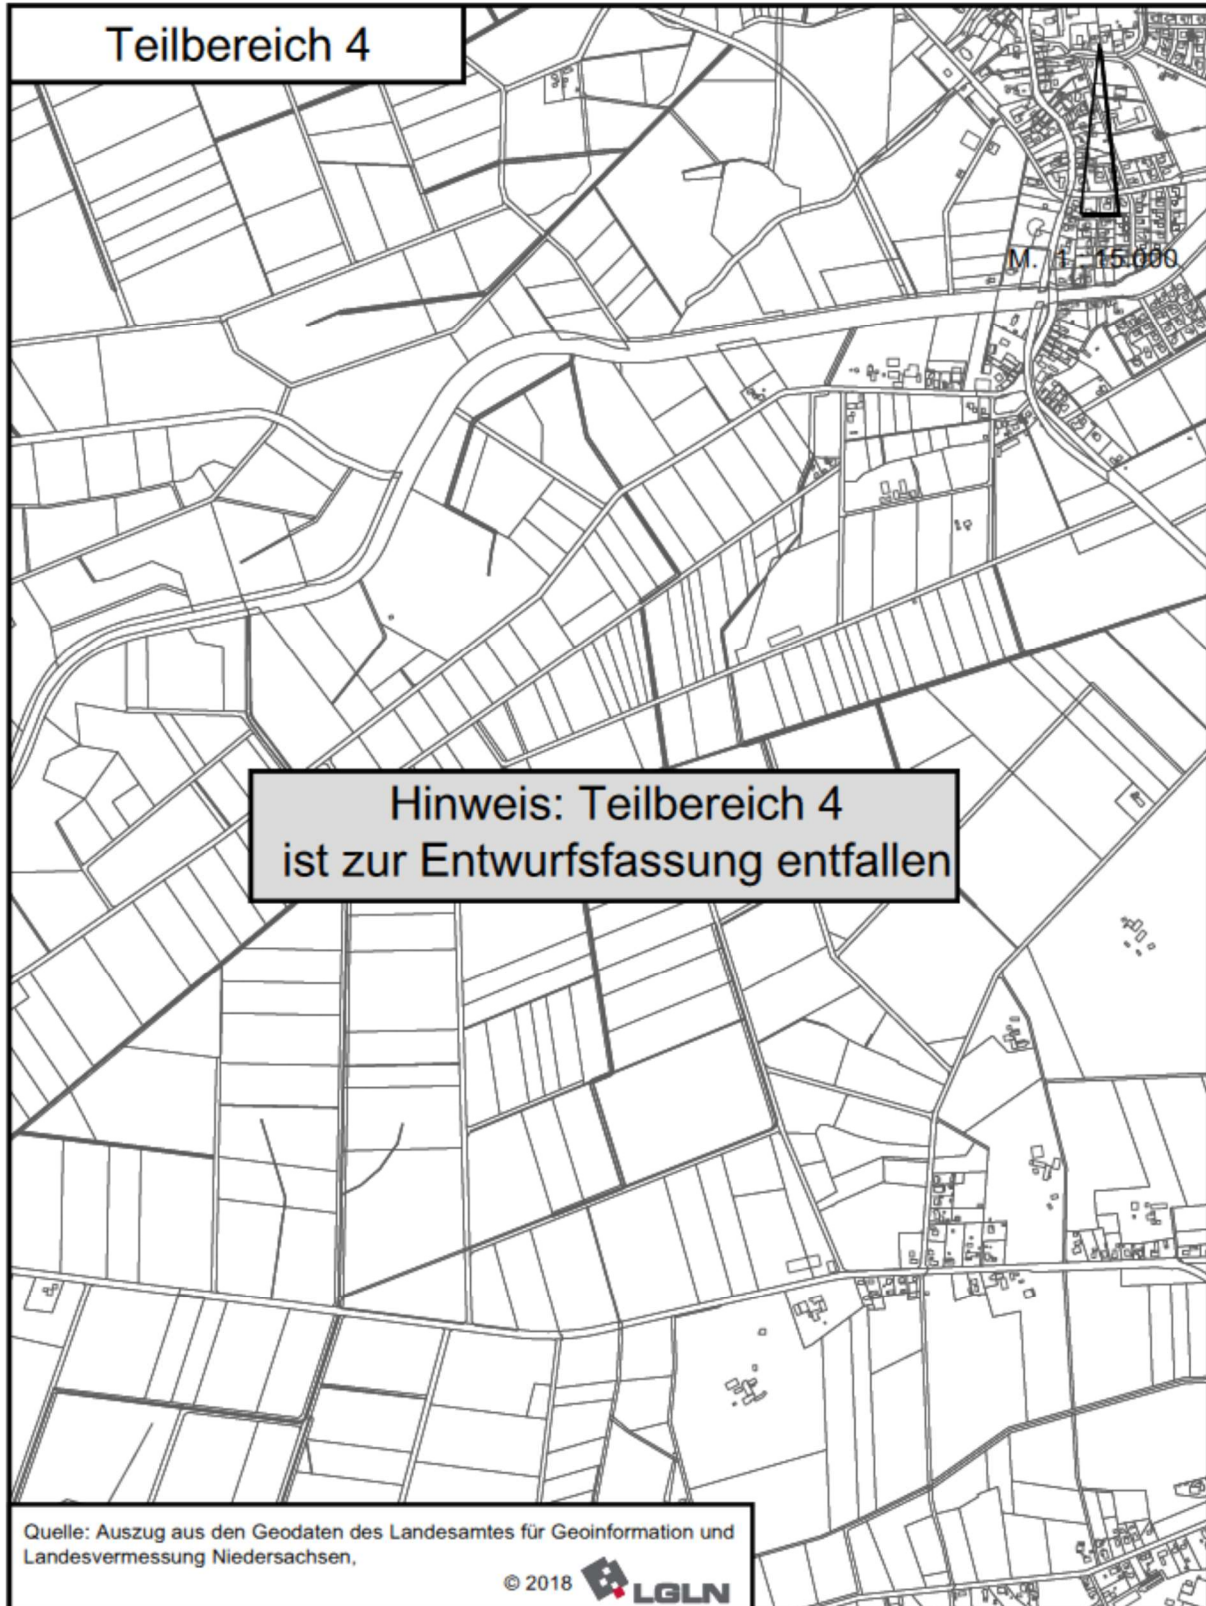 Teilbereich 4
M. 1 : 15.000
Hinweis: Teilbereich 4
ist zur Entwurfsfassung entfallen
Quelle: Auszug aus den Geodaten des Landesamtes für Geoinformation und
Landesvermessung Niedersachsen,
© 2018 LGLN